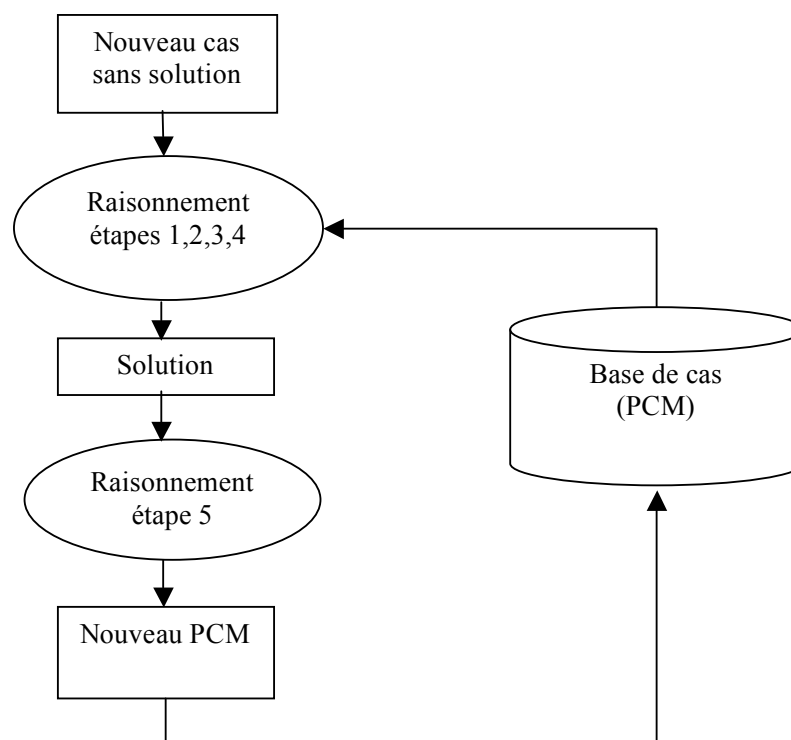 Nouveau cas
sans solution
Raisonnement
étapes 1,2,3,4
Solution
Base de cas
(PCM)
Raisonnement
étape 5
Nouveau PCM